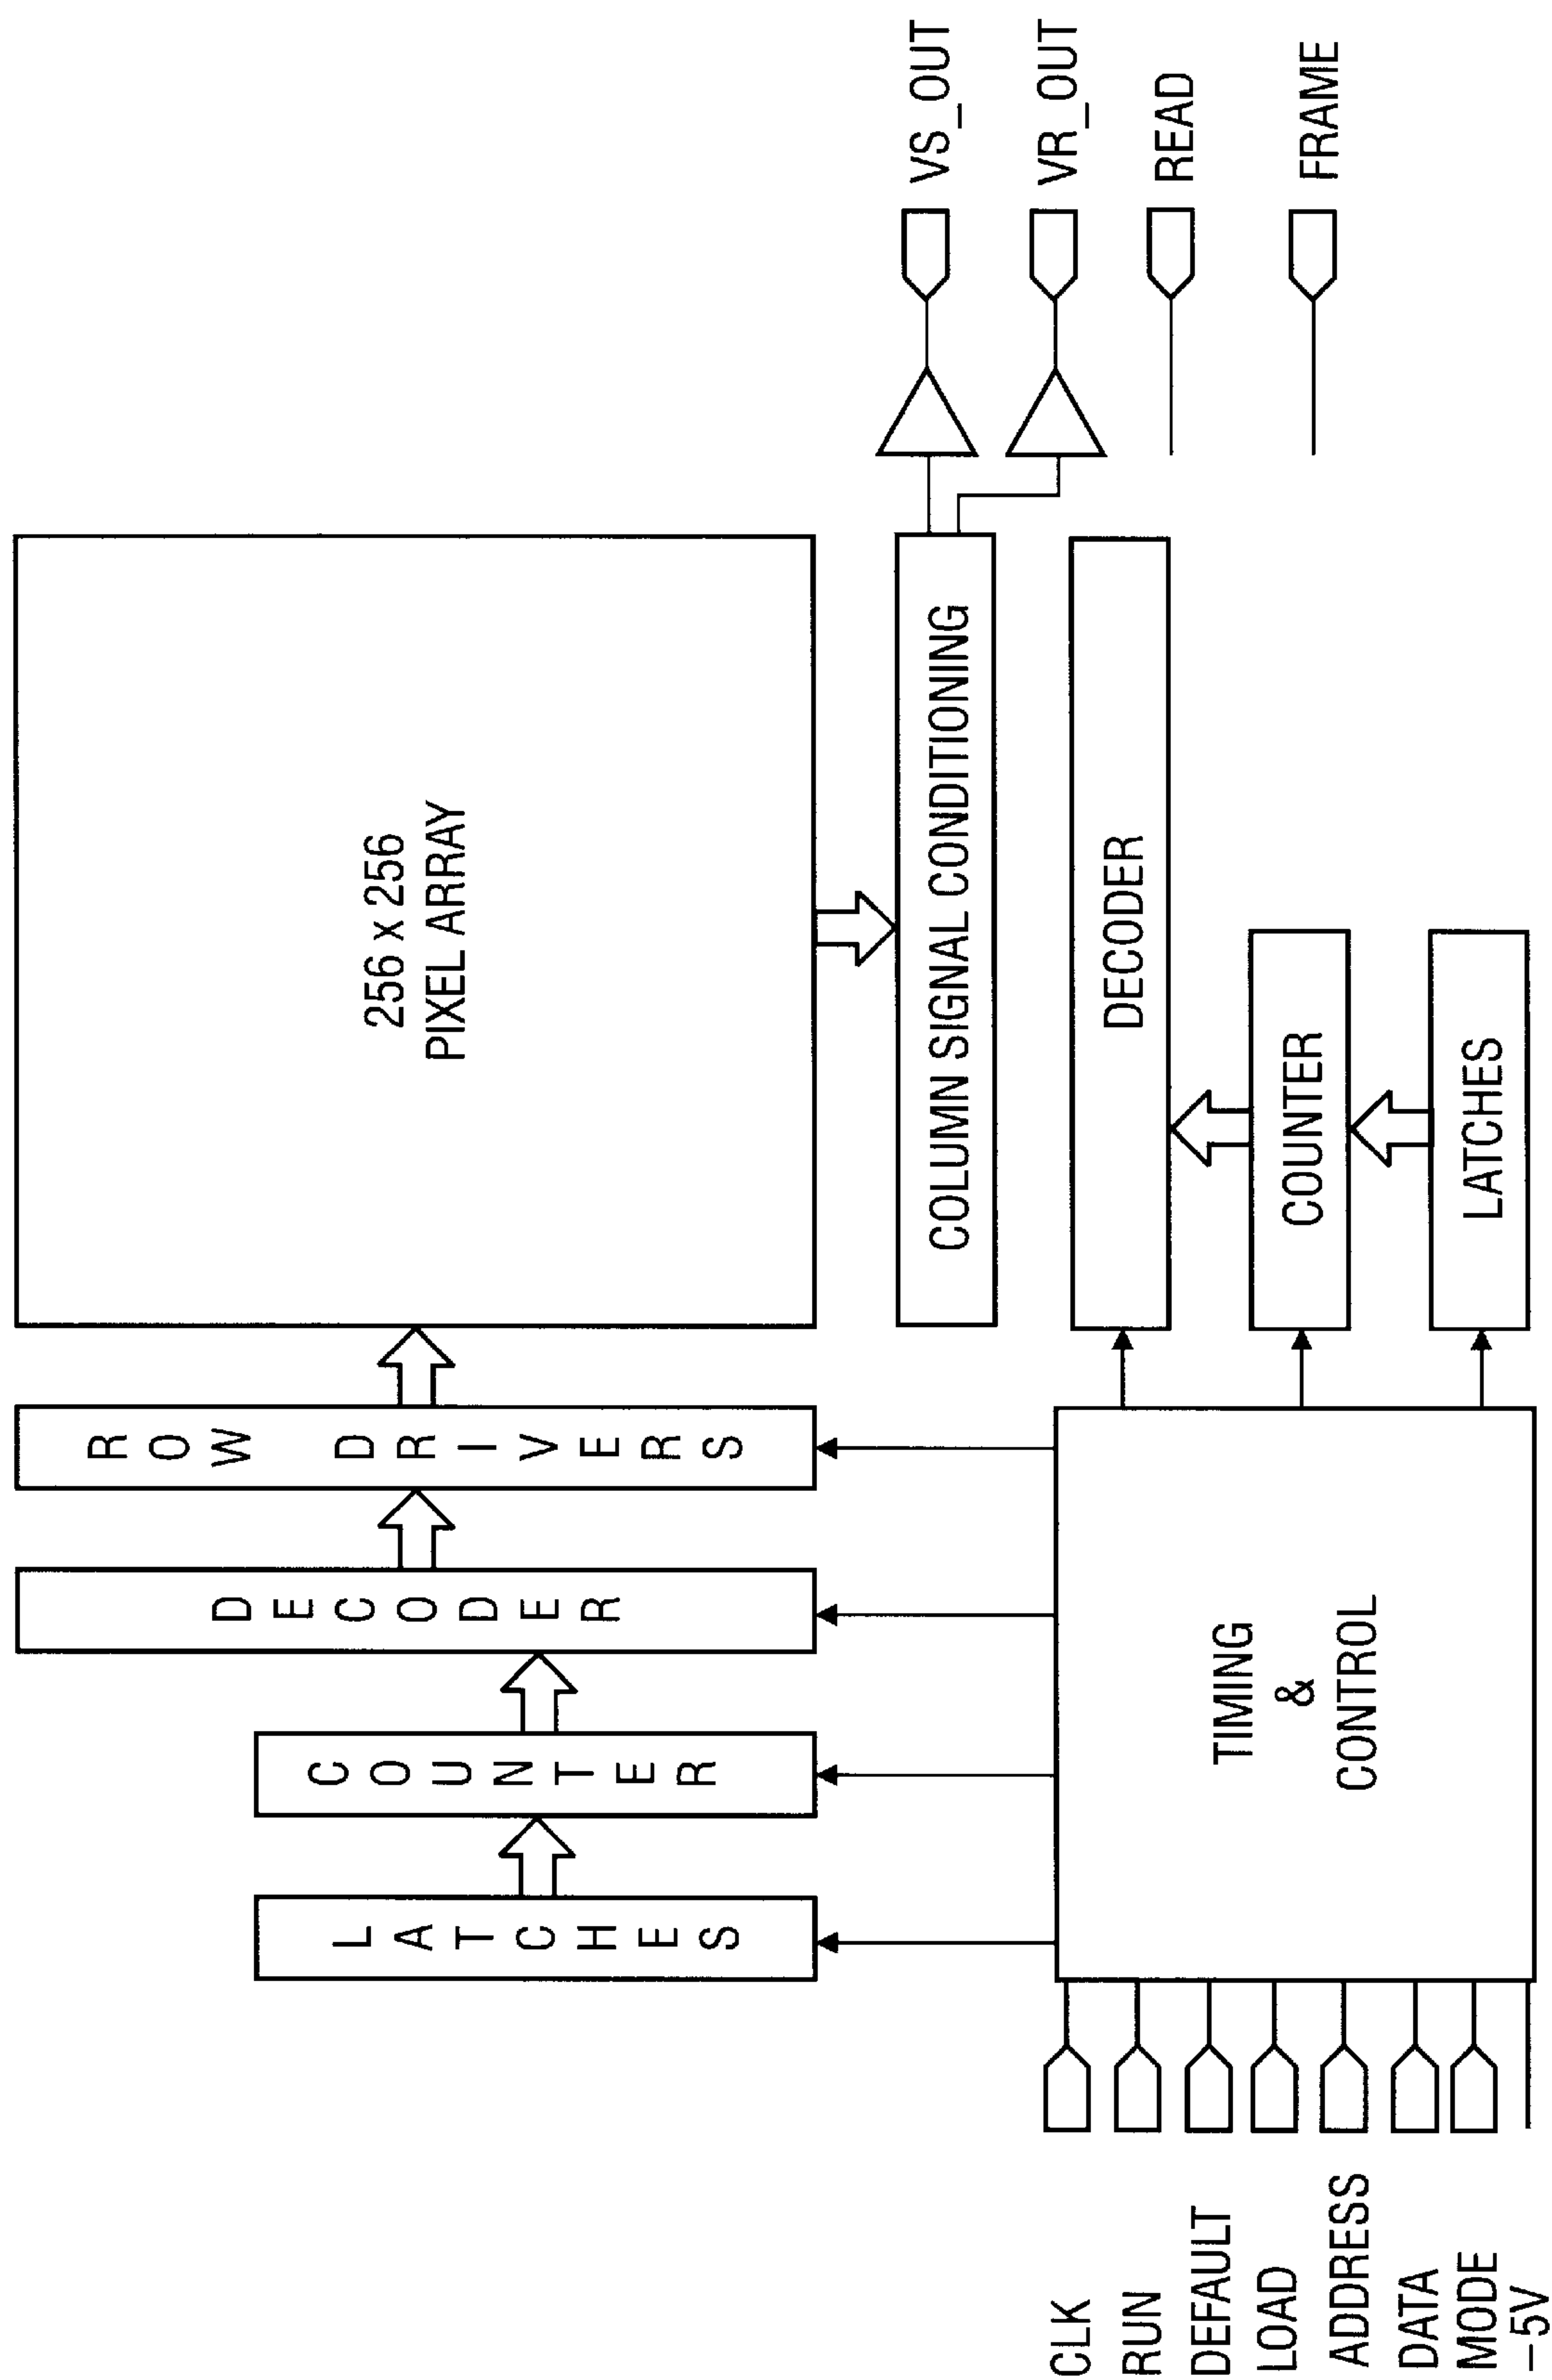 256 x 256
PIXEL ARRAY
ROW DRIVERS
DECODER
COUNTER
LATCHES
COLUMN SIGNAL CONDITIONING
VS_OUT
VR_OUT
READ
FRAME
DECODER
COUNTER
LATCHES
TIMING
&
CONTROL
CLK
RUN
DEFAULT
LOAD
ADDRESS
DATA
MODE
–5V